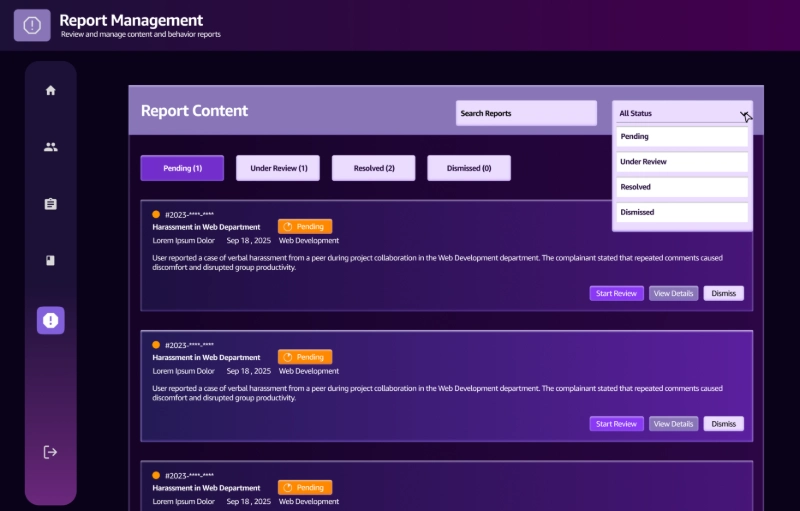 Report Management
Review and manage content and behavior reports
Report Content
Search Reports
All Status
Pending
Under Review
Resolved
Dismissed
Pending (1)
Under Review (1)
Resolved (2)
Dismissed (0)
#2023-****-****
Harassment in Web Department
Pending
Lorem Ipsum Dolor Sep 18 , 2025 Web Development
User reported a case of verbal harassment from a peer during project collaboration in the Web Development department. The complainant stated that repeated comments caused
discomfort and disrupted group productivity.
Start Review
View Details
Dismiss
#2023-****-****
Harassment in Web Department
Pending
Lorem Ipsum Dolor Sep 18 , 2025 Web Development
User reported a case of verbal harassment from a peer during project collaboration in the Web Development department. The complainant stated that repeated comments caused
discomfort and disrupted group productivity.
Start Review
View Details
Dismiss
#2023-****-****
Harassment in Web Department
Pending
Lorem Ipsum Dolor Sep 18 , 2025 Web Development